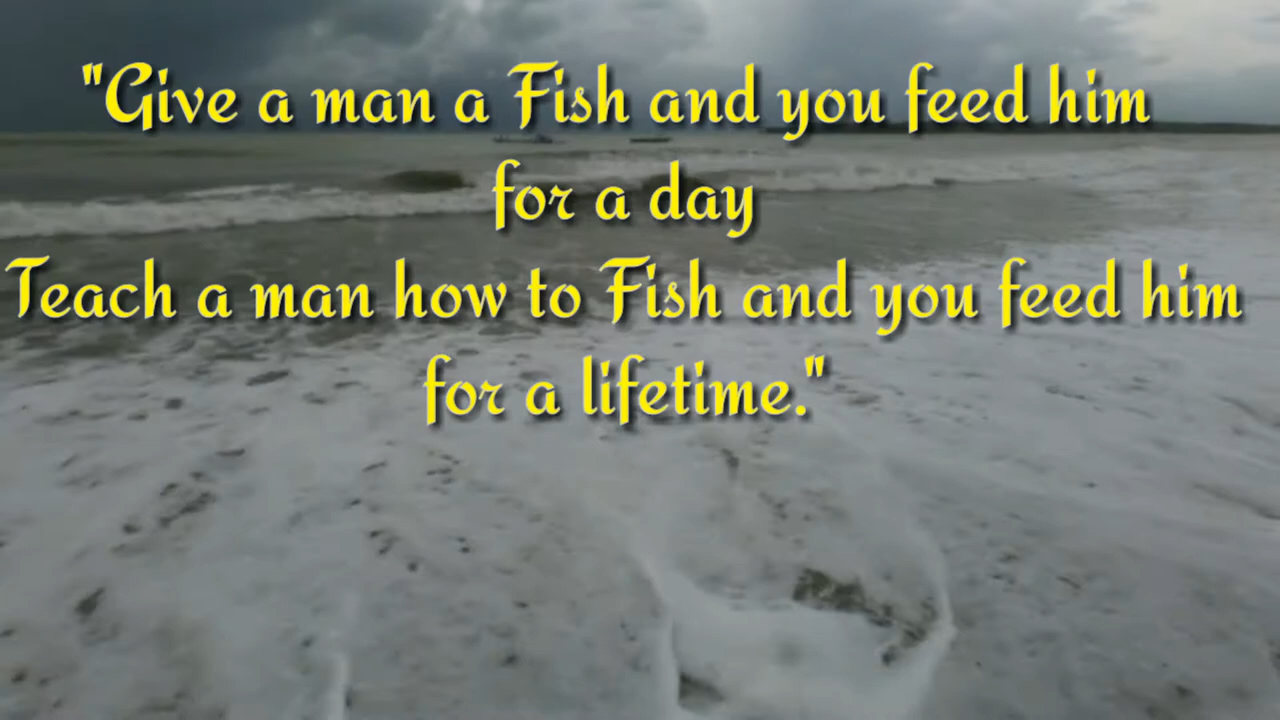 "Give a man a Fish and you feed him
for a day
Teach a man how to Fish and you feed him
for a lifetime."